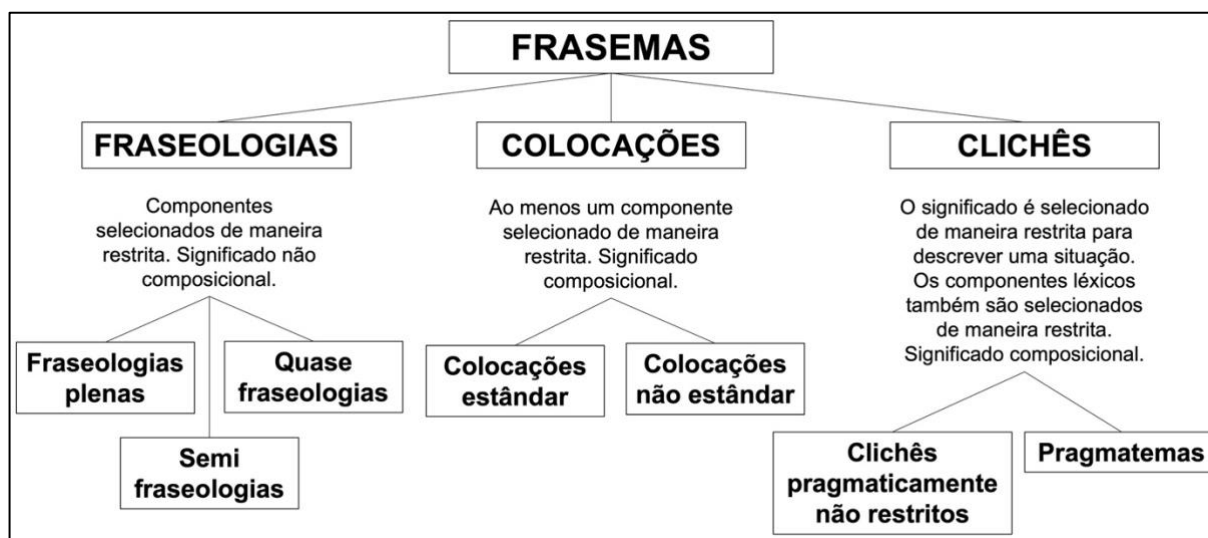 FRASEMAS
FRASEOLOGIAS
Componentes
selecionados de maneira
restrita. Significado não
composicional.
Fraseologias
plenas
Quase
fraseologias
Semi
fraseologias
COLOCAÇÕES
Ao menos um componente
selecionado de maneira
restrita. Significado
composicional.
Colocações
estândar
Colocações
não estândar
CLICHÊS
O significado é selecionado
de maneira restrita para
descrever uma situação.
Os componentes léxicos
também são selecionados
de maneira restrita.
Significado composicional.
Clichês
pragmaticamente
não restritos
Pragmatemas